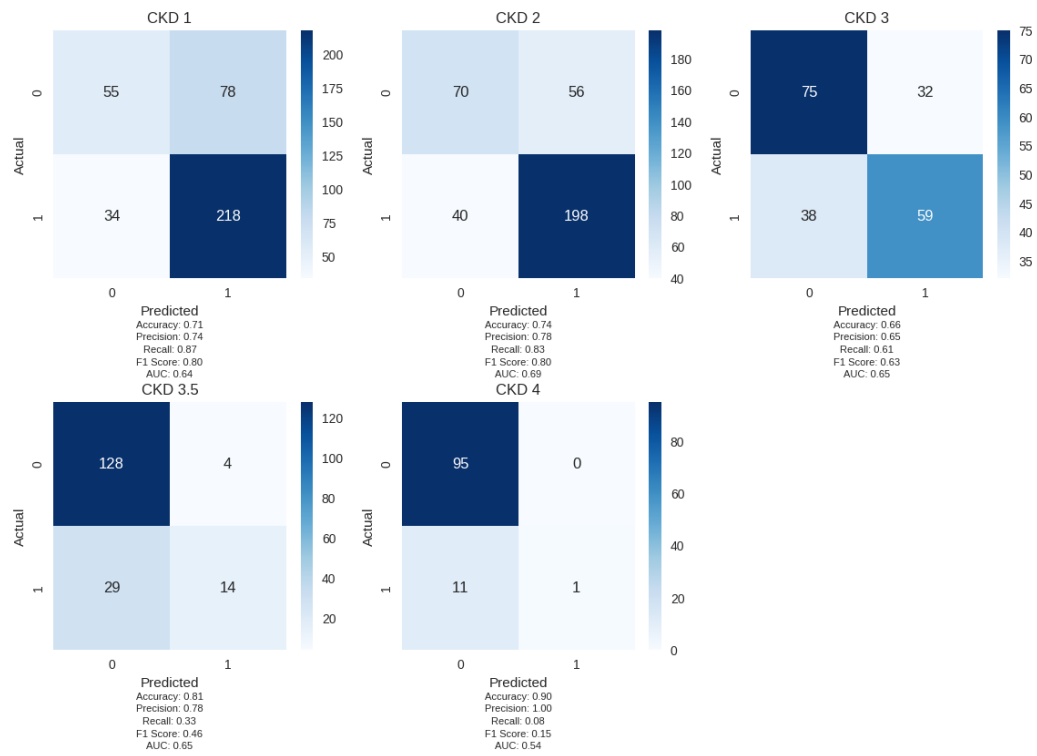 CKD 1
0
55
78
Actual
1
34
218
0
1
Predicted
Accuracy: 0.71
Precision: 0.74
Recall: 0.87
F1 Score: 0.80
AUC: 0.64
200
175
150
125
100
75
50
CKD 2
0
70
56
Actual
1
40
198
0
1
Predicted
Accuracy: 0.74
Precision: 0.78
Recall: 0.83
F1 Score: 0.80
AUC: 0.69
180
160
140
120
100
80
60
40
CKD 3
0
75
32
Actual
1
38
59
0
1
Predicted
Accuracy: 0.66
Precision: 0.65
Recall: 0.61
F1 Score: 0.63
AUC: 0.65
75
70
65
60
55
50
45
40
35
CKD 3.5
0
128
4
Actual
1
29
14
0
1
Predicted
Accuracy: 0.81
Precision: 0.78
Recall: 0.33
F1 Score: 0.46
AUC: 0.65
120
100
80
60
40
20
CKD 4
0
95
0
Actual
1
11
1
0
1
Predicted
Accuracy: 0.90
Precision: 1.00
Recall: 0.08
F1 Score: 0.15
AUC: 0.54
80
60
40
20
0